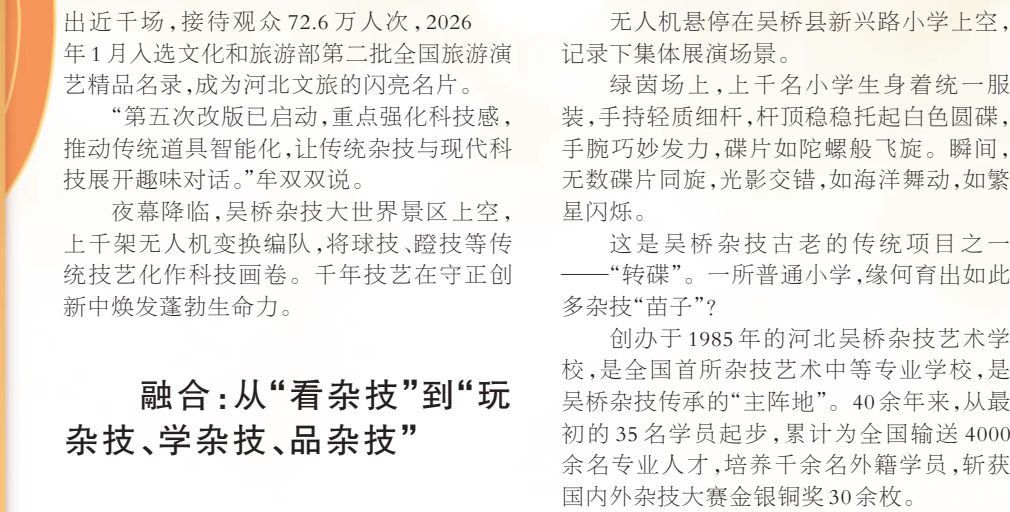 出近千场，接待观众 72.6 万人次，2026
年 1 月入选文化和旅游部第二批全国旅游演
艺精品名录，成为河北文旅的闪亮名片。
“第五次改版已启动，重点强化科技感，
推动传统道具智能化，让传统杂技与现代科
技展开趣味对话。”牟双双说。
夜幕降临，吴桥杂技大世界景区上空，
上千架无人机变换编队，将球技、蹬技等传
统技艺化作科技画卷。千年技艺在守正创
新中焕发蓬勃生命力。
融合：从“看杂技”到“玩
杂技、学杂技、品杂技”
无人机悬停在吴桥县新兴路小学上空，
记录下集体展演场景。
绿茵场上，上千名小学生身着统一服
装，手持轻质细杆，杆顶稳稳托起白色圆碟，
手腕巧妙发力，碟片如陀螺般飞旋。瞬间，
无数碟片同旋，光影交错，如海洋舞动，如繁
星闪烁。
这是吴桥杂技古老的传统项目之一
——“转碟”。一所普通小学，缘何育出如此
多杂技“苗子”？
创办于 1985 年的河北吴桥杂技艺术学
校，是全国首所杂技艺术中等专业学校，是
吴桥杂技传承的“主阵地”。40 余年来，从最
初的 35 名学员起步，累计为全国输送 4000
余名专业人才，培养千余名外籍学员，斩获
国内外杂技大赛金银铜奖 30 余枚。